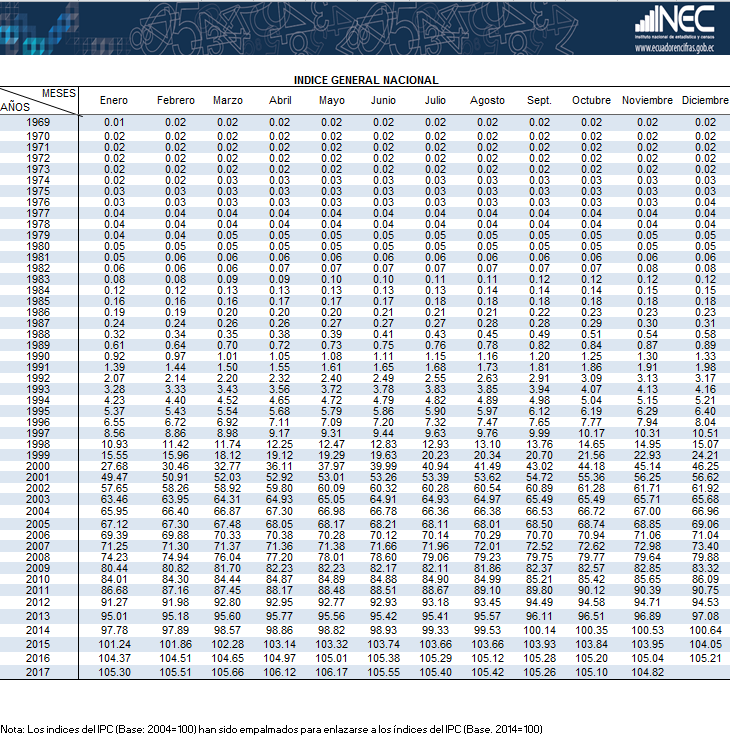 INEC
Instituto nacional de estadística y censos
www.ecuadorencifras.gob.ec
INDICE GENERAL NACIONAL
MESES
AÑOS Enero Febrero Marzo Abril Mayo Junio Julio Agosto Sept. Octubre Noviembre Diciembre
1969 0.01 0.02 0.02 0.02 0.02 0.02 0.02 0.02 0.02 0.02 0.02 0.02
1970 0.02 0.02 0.02 0.02 0.02 0.02 0.02 0.02 0.02 0.02 0.02 0.02
1971 0.02 0.02 0.02 0.02 0.02 0.02 0.02 0.02 0.02 0.02 0.02 0.02
1972 0.02 0.02 0.02 0.02 0.02 0.02 0.02 0.02 0.02 0.02 0.02 0.02
1973 0.02 0.02 0.02 0.02 0.02 0.02 0.02 0.02 0.02 0.02 0.02 0.02
1974 0.02 0.02 0.03 0.03 0.03 0.03 0.03 0.03 0.03 0.03 0.03 0.03
1975 0.03 0.03 0.03 0.03 0.03 0.03 0.03 0.03 0.03 0.03 0.03 0.03
1976 0.03 0.03 0.03 0.03 0.03 0.03 0.03 0.03 0.03 0.03 0.03 0.04
1977 0.04 0.04 0.04 0.04 0.04 0.04 0.04 0.04 0.04 0.04 0.04 0.04
1978 0.04 0.04 0.04 0.04 0.04 0.04 0.04 0.04 0.04 0.04 0.04 0.04
1979 0.04 0.04 0.05 0.05 0.05 0.05 0.05 0.05 0.05 0.05 0.05 0.05
1980 0.05 0.05 0.05 0.05 0.05 0.05 0.05 0.05 0.05 0.05 0.05 0.05
1981 0.05 0.06 0.06 0.06 0.06 0.06 0.06 0.06 0.06 0.06 0.06 0.06
1982 0.06 0.06 0.06 0.07 0.07 0.07 0.07 0.07 0.07 0.07 0.08 0.08
1983 0.08 0.08 0.09 0.09 0.10 0.10 0.11 0.11 0.12 0.12 0.12 0.12
1984 0.12 0.12 0.13 0.13 0.13 0.13 0.13 0.14 0.14 0.14 0.15 0.15
1985 0.16 0.16 0.16 0.17 0.17 0.17 0.18 0.18 0.18 0.18 0.18 0.18
1986 0.19 0.19 0.20 0.20 0.20 0.21 0.21 0.21 0.22 0.23 0.23 0.23
1987 0.24 0.24 0.26 0.26 0.27 0.27 0.27 0.28 0.28 0.29 0.30 0.31
1988 0.32 0.34 0.35 0.38 0.39 0.41 0.43 0.45 0.49 0.51 0.54 0.58
1989 0.61 0.64 0.70 0.72 0.73 0.75 0.76 0.78 0.82 0.84 0.87 0.89
1990 0.92 0.97 1.01 1.05 1.08 1.11 1.15 1.16 1.20 1.25 1.30 1.33
1991 1.39 1.44 1.50 1.55 1.61 1.65 1.68 1.73 1.81 1.86 1.91 1.98
1992 2.07 2.14 2.20 2.32 2.40 2.49 2.55 2.63 2.91 3.09 3.13 3.17
1993 3.28 3.33 3.43 3.56 3.72 3.78 3.83 3.85 3.94 4.07 4.13 4.16
1994 4.23 4.40 4.52 4.65 4.72 4.79 4.82 4.89 4.98 5.04 5.15 5.21
1995 5.37 5.43 5.54 5.68 5.79 5.86 5.90 5.97 6.12 6.19 6.29 6.40
1996 6.55 6.72 6.92 7.11 7.09 7.20 7.32 7.47 7.65 7.77 7.94 8.04
1997 8.56 8.86 8.98 9.17 9.31 9.44 9.63 9.76 9.99 10.17 10.31 10.51
1998 10.93 11.42 11.74 12.25 12.47 12.83 12.93 13.10 13.76 14.65 14.95 15.07
1999 15.55 15.96 18.12 19.12 19.29 19.63 20.23 20.34 20.70 21.56 22.93 24.21
2000 27.68 30.46 32.77 36.11 37.97 39.99 40.94 41.49 43.02 44.18 45.14 46.25
2001 49.47 50.91 52.03 52.92 53.01 53.26 53.39 53.62 54.72 55.36 56.25 56.62
2002 57.65 58.26 58.92 59.80 60.09 60.32 60.28 60.54 60.89 61.28 61.71 61.92
2003 63.46 63.95 64.31 64.93 65.05 64.91 64.93 64.97 65.49 65.49 65.71 65.68
2004 65.95 66.40 66.87 67.30 66.98 66.78 66.36 66.38 66.53 66.72 67.00 66.96
2005 67.12 67.30 67.48 68.05 68.17 68.21 68.11 68.01 68.50 68.74 68.85 69.06
2006 69.39 69.88 70.33 70.38 70.28 70.12 70.14 70.29 70.70 70.94 71.06 71.04
2007 71.25 71.30 71.37 71.36 71.38 71.66 71.96 72.01 72.52 72.62 72.98 73.40
2008 74.23 74.94 76.04 77.20 78.01 78.60 79.06 79.23 79.75 79.77 79.64 79.88
2009 80.44 80.82 81.70 82.23 82.23 82.17 82.11 81.86 82.37 82.57 82.85 83.32
2010 84.01 84.30 84.44 84.87 84.89 84.88 84.90 84.99 85.21 85.42 85.65 86.09
2011 86.68 87.16 87.45 88.17 88.48 88.51 88.67 89.10 89.80 90.12 90.39 90.75
2012 91.27 91.98 92.80 92.95 92.77 92.93 93.18 93.45 94.49 94.58 94.71 94.53
2013 95.01 95.18 95.60 95.77 95.56 95.42 95.41 95.57 96.11 96.51 96.89 97.08
2014 97.78 97.89 98.57 98.86 98.82 98.93 99.33 99.53 100.14 100.35 100.53 100.64
2015 101.24 101.86 102.28 103.14 103.32 103.74 103.66 103.66 103.93 103.84 103.95 104.05
2016 104.37 104.51 104.65 104.97 105.01 105.38 105.29 105.12 105.28 105.20 105.04 105.21
2017 105.30 105.51 105.66 106.12 106.17 105.55 105.40 105.42 105.26 105.10 104.82
Nota: Los indices del IPC (Base: 2004=100) han sido empalmados para enlazarse a los índices del IPC (Base. 2014=100)